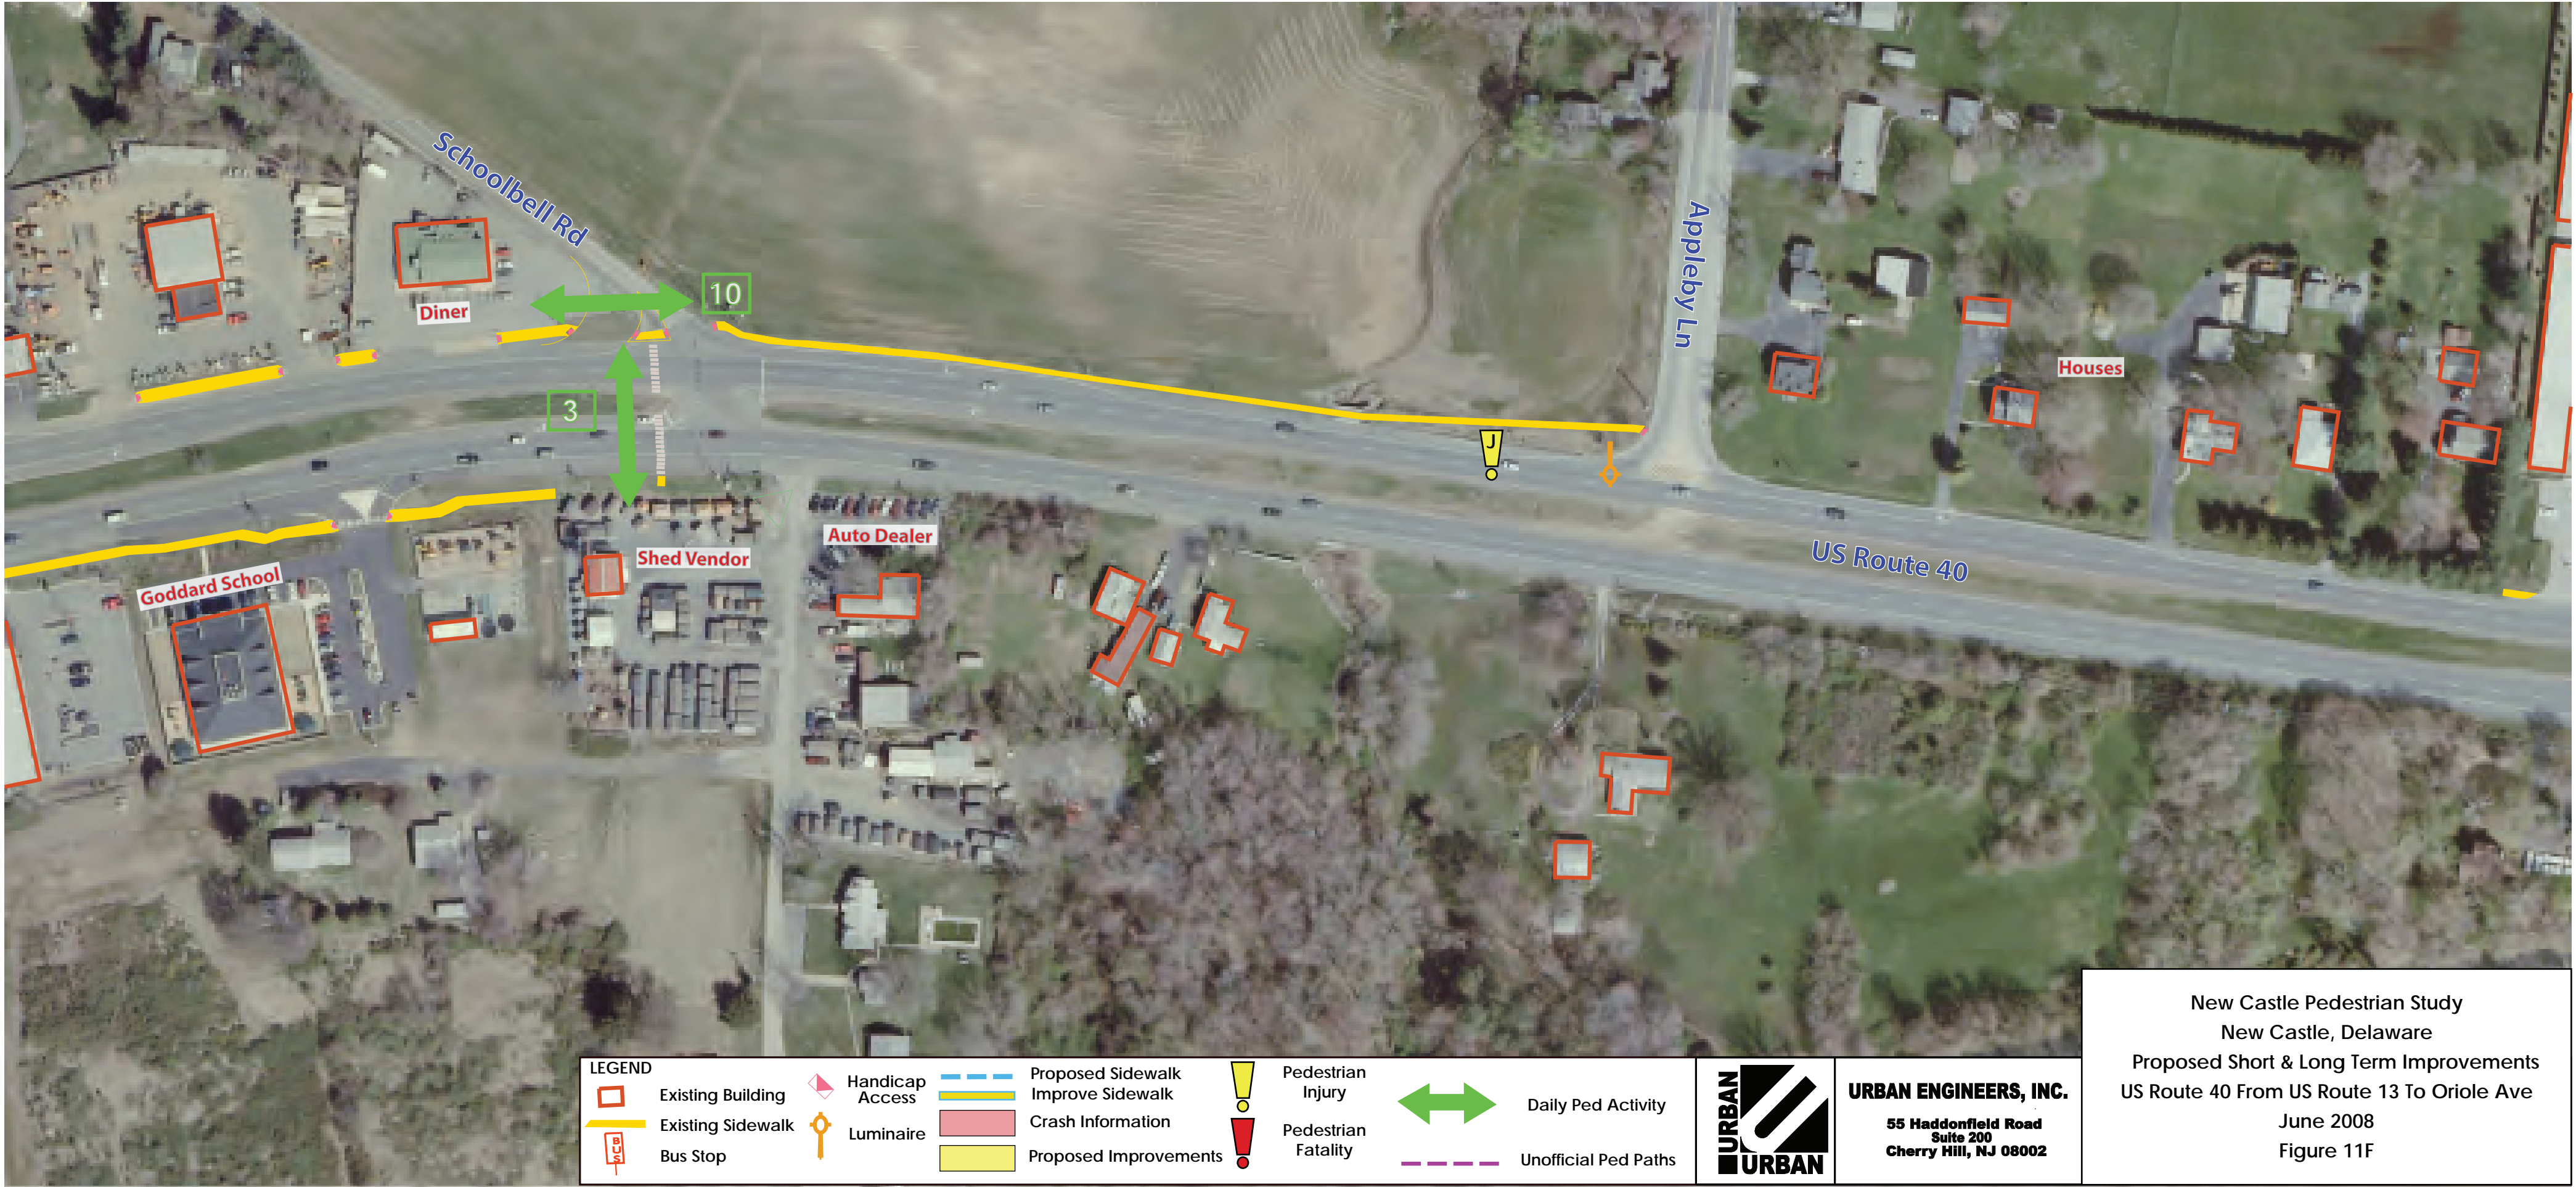 Schoolbell Rd
10
Diner
Appleby Ln
3
Houses
J
Auto Dealer
Shed Vendor
US Route 40
Goddard School
LEGEND
Existing Building
Existing Sidewalk
BUS
Bus Stop
Handicap
Access
Luminaire
Proposed Sidewalk
Improve Sidewalk
Crash Information
Proposed Improvements
Pedestrian
Injury
Pedestrian
Fatality
Daily Ped Activity
Unofficial Ped Paths
URBAN
URBAN
URBAN ENGINEERS, INC.
55 Haddonfield Road
Suite 200
Cherry Hill, NJ 08002
New Castle Pedestrian Study
New Castle, Delaware
Proposed Short & Long Term Improvements
US Route 40 From US Route 13 To Oriole Ave
June 2008
Figure 11F